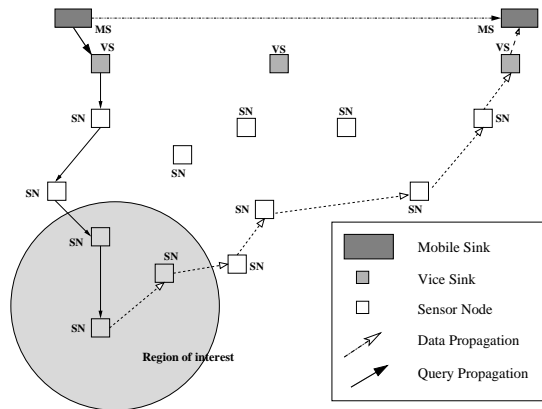 MS
MS
VS
VS
VS
SN
SN
SN
SN
SN
SN
SN
SN
SN
SN
SN
SN
Region of interest
Mobile Sink
Vice Sink
Sensor Node
Data Propagation
Query Propagation